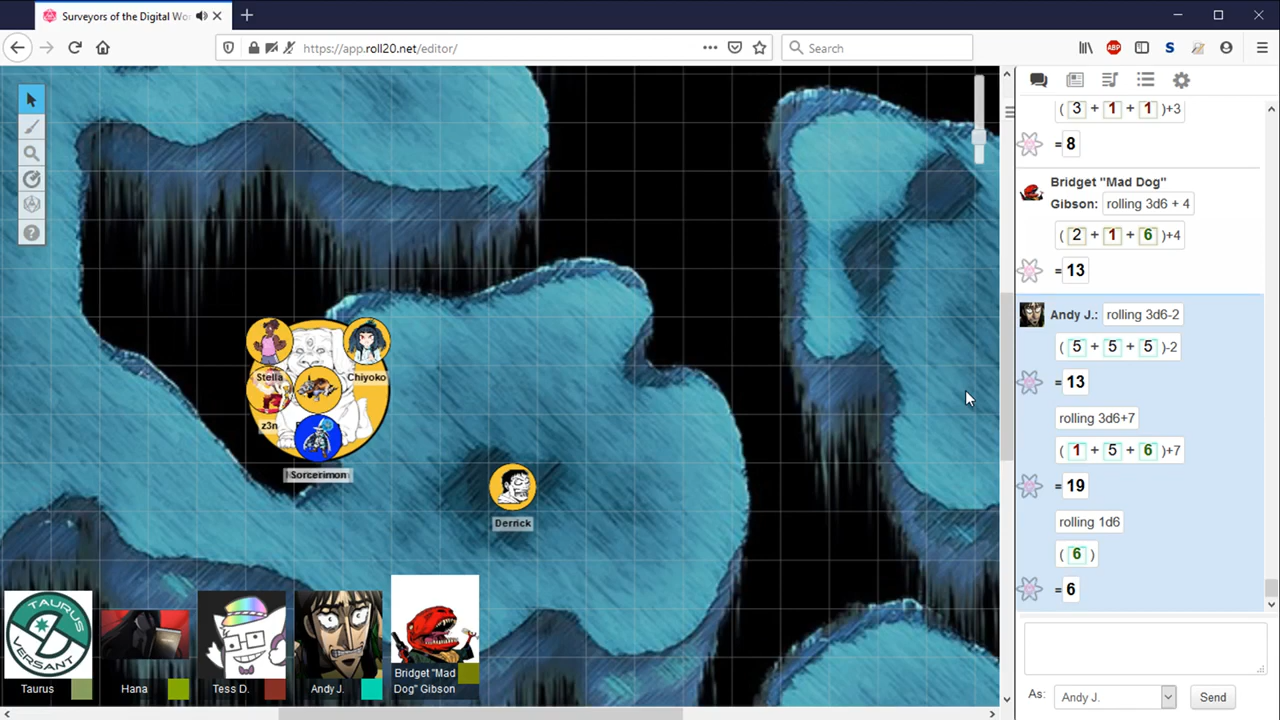 Surveyors of the Digital Wor
https://app.roll20.net/editor/
Search
ABP
S
( 3 + 1 + 1 )+3
= 8
Bridget "Mad Dog"
Gibson: rolling 3d6 + 4
( 2 + 1 + 6 )+4
= 13
Andy J.: rolling 3d6-2
( 5 + 5 + 5 )-2
= 13
rolling 3d6+7
( 1 + 5 + 6 )+7
= 19
rolling 1d6
( 6 )
= 6
As: Andy J. Send
Stella
Chiyoko
z3n
Sorcerimon
Derrick
TAURUS
VERSANT
Taurus
Hana
Tess D.
Andy J.
Bridget "Mad
Dog" Gibson